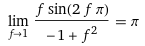 lim f→1 f sin(2 f π) / (-1 + f²) = π